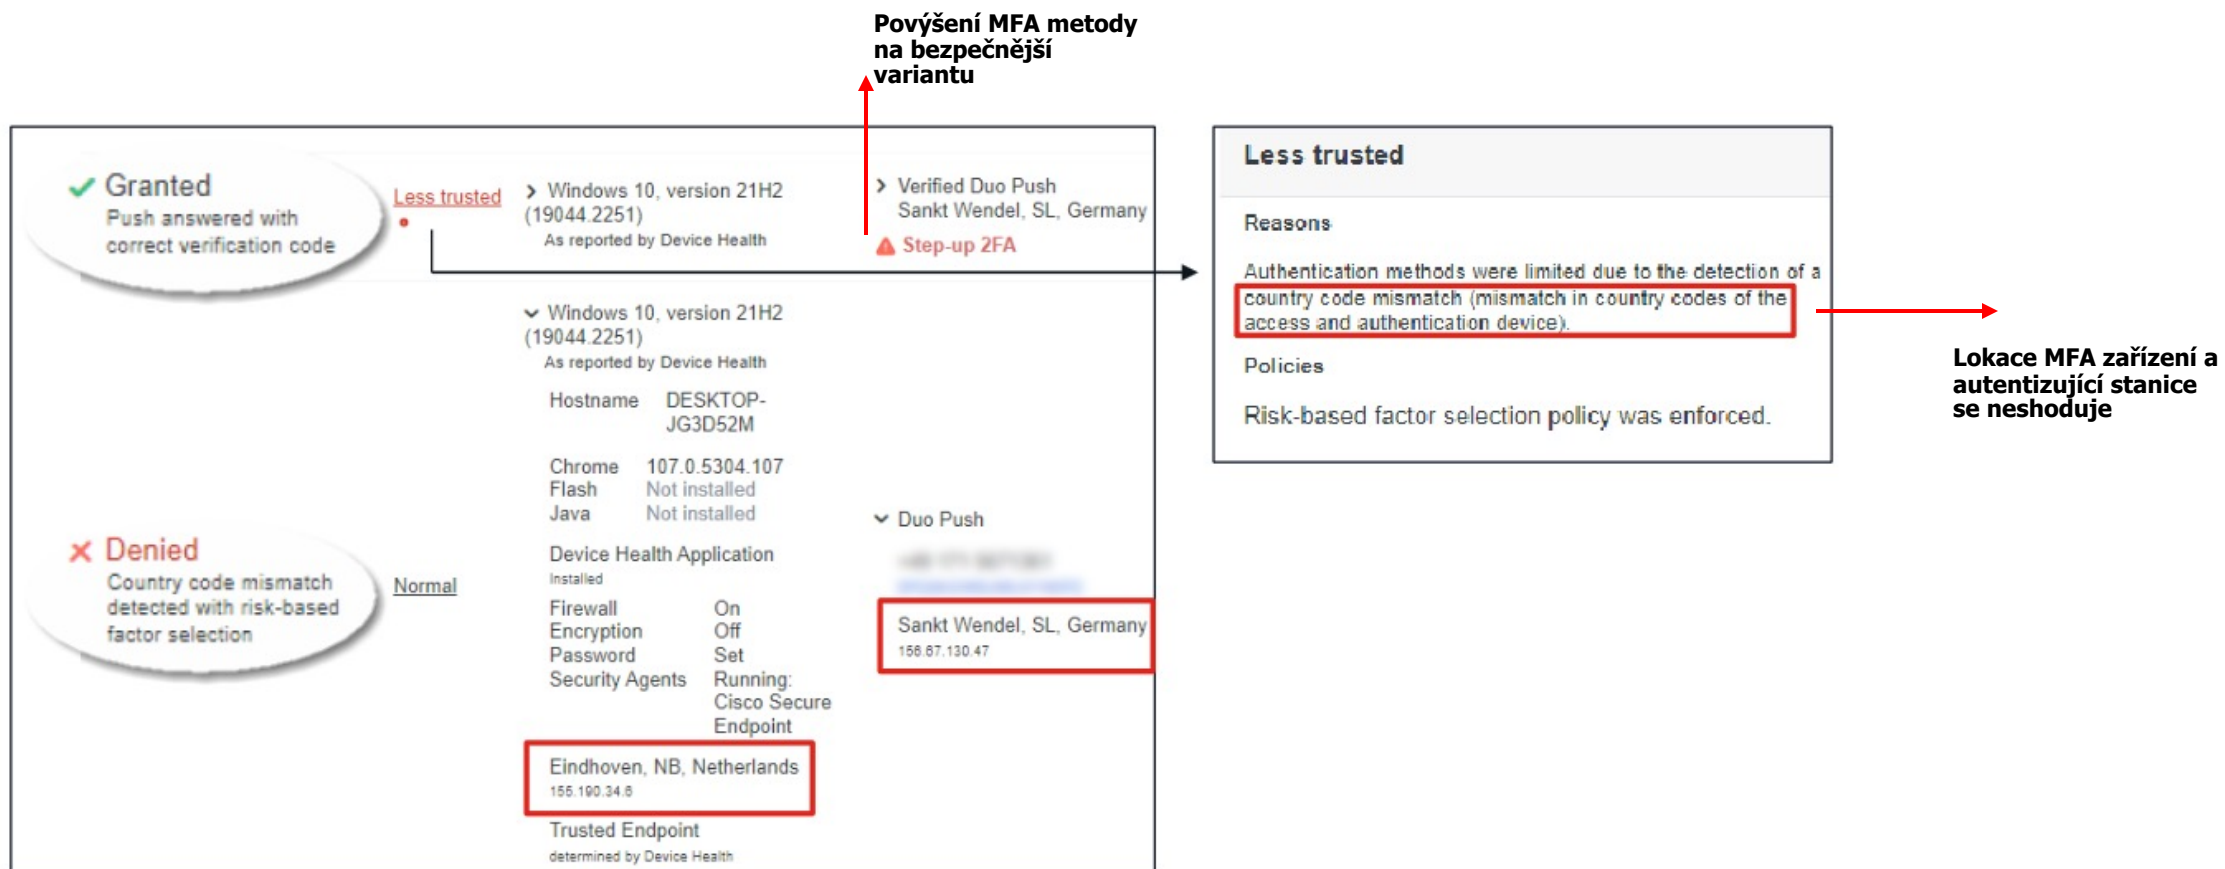 Povýšení MFA metody
na bezpečnější
variantu
Granted
Push answered with
correct verification code
Less trusted
Windows 10, version 21H2
(19044.2251)
As reported by Device Health
Verified Duo Push
Sankt Wendel, SL, Germany
Step-up 2FA
Windows 10, version 21H2
(19044.2251)
As reported by Device Health
Hostname DESKTOP-
JG3D52M
Chrome 107.0.5304.107
Flash Not installed
Java Not installed
Device Health Application
Installed
Firewall On
Encryption Off
Password Set
Security Agents Running:
Cisco Secure
Endpoint
Eindhoven, NB, Netherlands
155.190.34.6
Trusted Endpoint
determined by Device Health
Denied
Country code mismatch
detected with risk-based
factor selection
Normal
Duo Push
Sankt Wendel, SL, Germany
156.67.130.47
Less trusted
Reasons
Authentication methods were limited due to the detection of a
country code mismatch (mismatch in country codes of the
access and authentication device).
Policies
Risk-based factor selection policy was enforced.
Lokace MFA zařízení a
autentizující stanice
se neshoduje